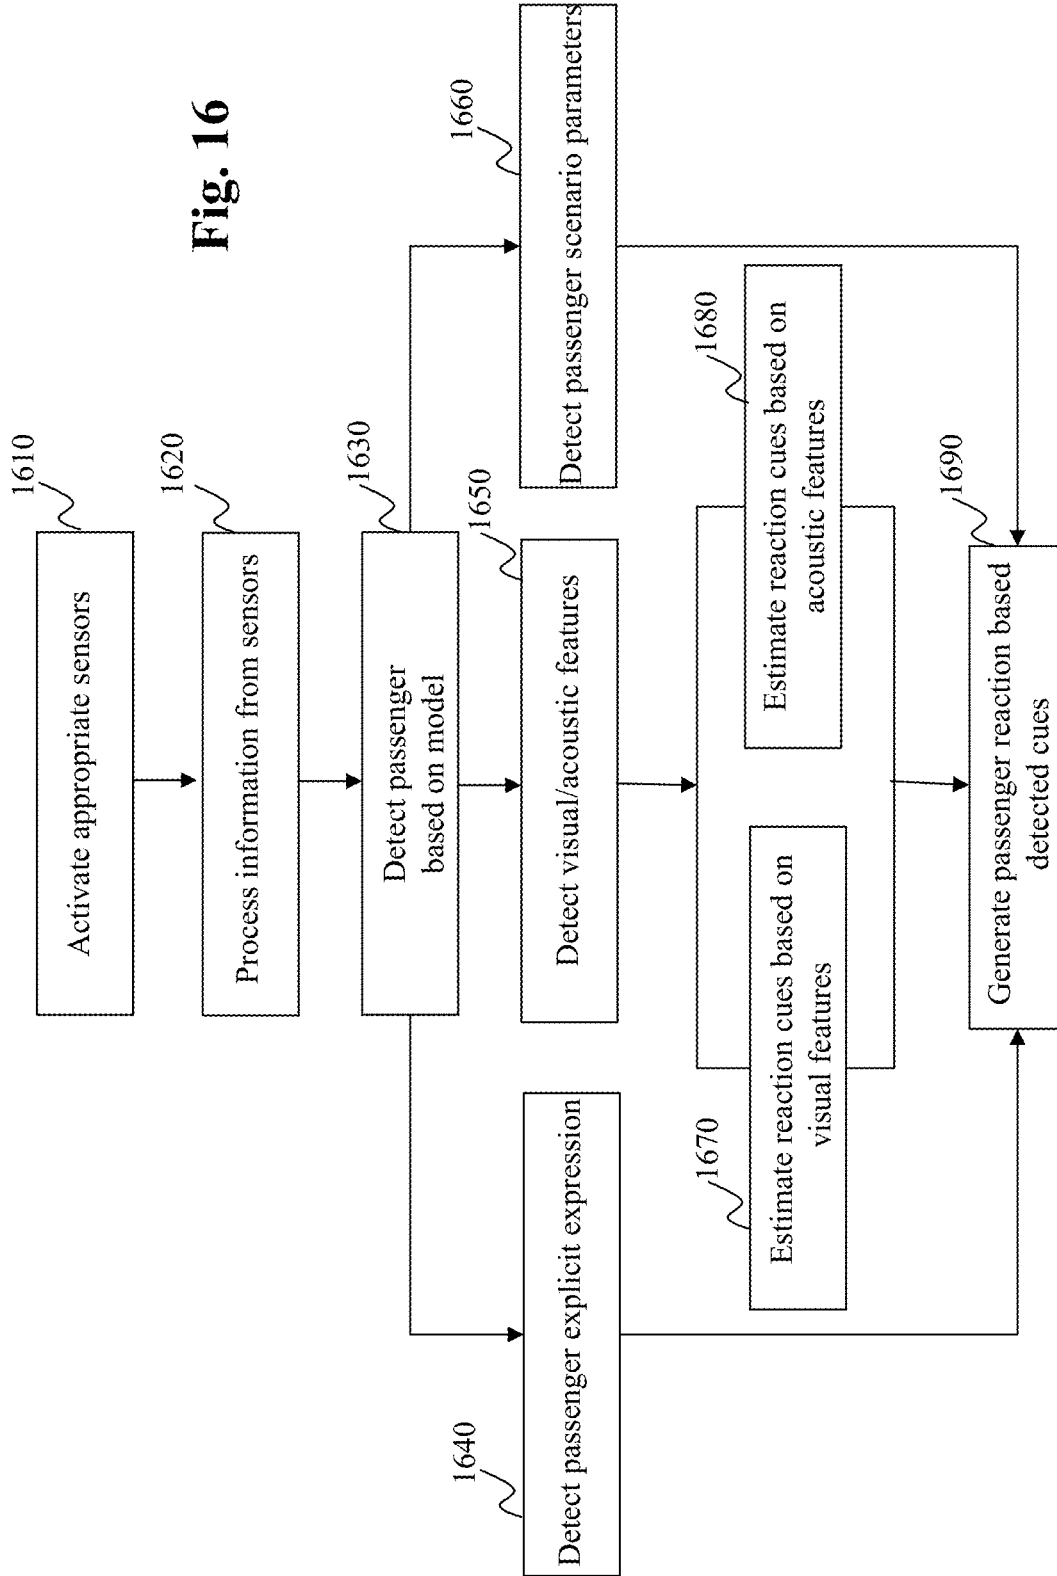 1610
Activate appropriate sensors
1620
Process information from sensors
1630
Detect passenger
based on model
1640
Detect passenger explicit expression
1650
Detect visual/acoustic features
1660
Detect passenger scenario parameters
1670
Estimate reaction cues based on
visual features
1680
Estimate reaction cues based on
acoustic features
1690
Generate passenger reaction based
detected cues
Fig. 16